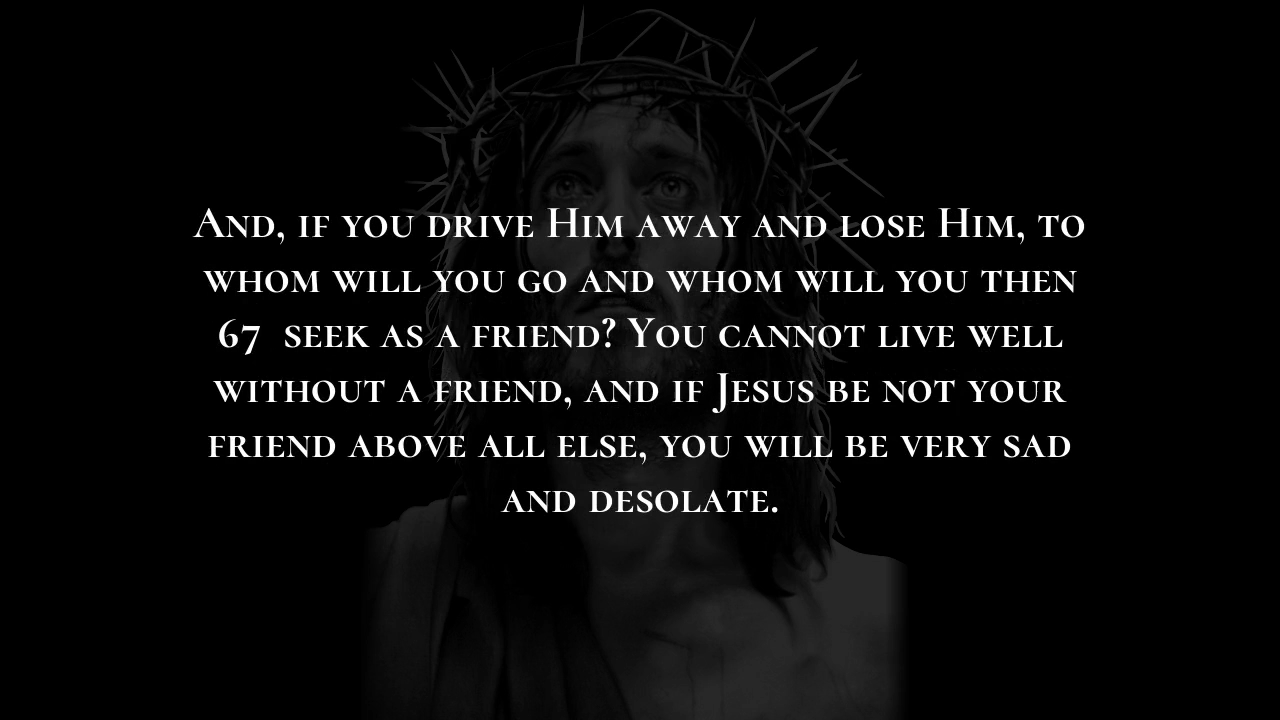 And, if you drive Him away and lose Him, to
whom will you go and whom will you then
67 seek as a friend? You cannot live well
without a friend, and if Jesus be not your
friend above all else, you will be very sad
and desolate.